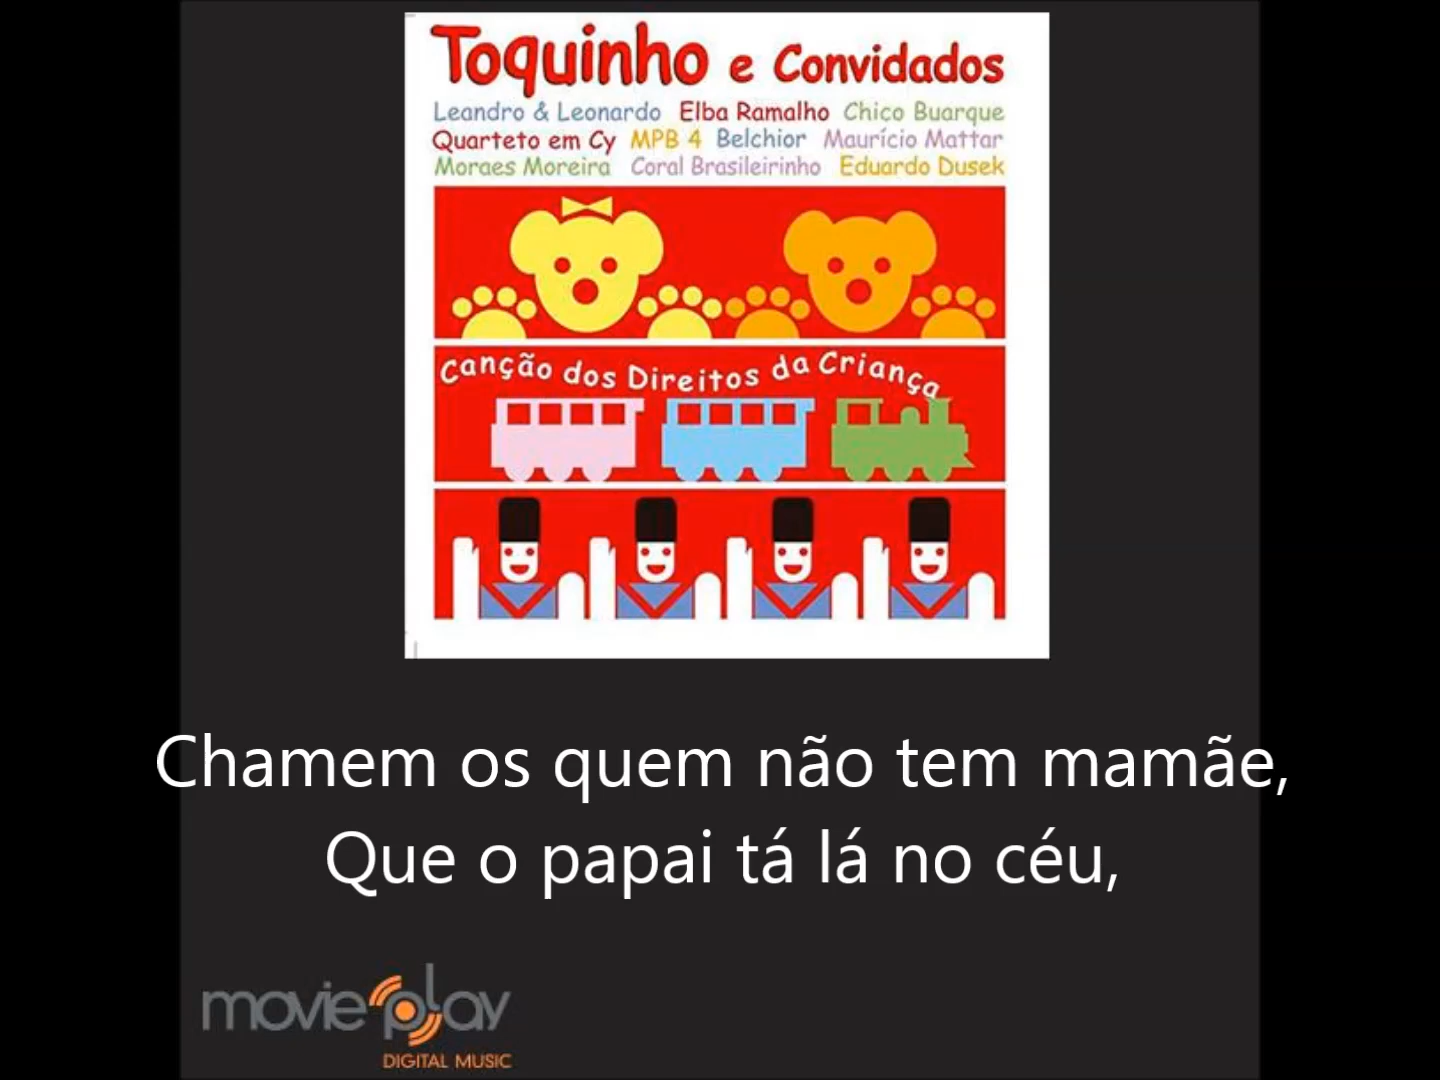 Toquinho e Convidados
Leandro & Leonardo Elba Ramalho Chico Buarque
Quarteto em Cy MPB 4 Belchior Maurício Mattar
Moraes Moreira Coral Brasileirinho Eduardo Dusek
Canção dos Direitos da Criança
Chamem os quem não tem mamãe,
Que o papai tá lá no céu,
movieplay
DIGITAL MUSIC